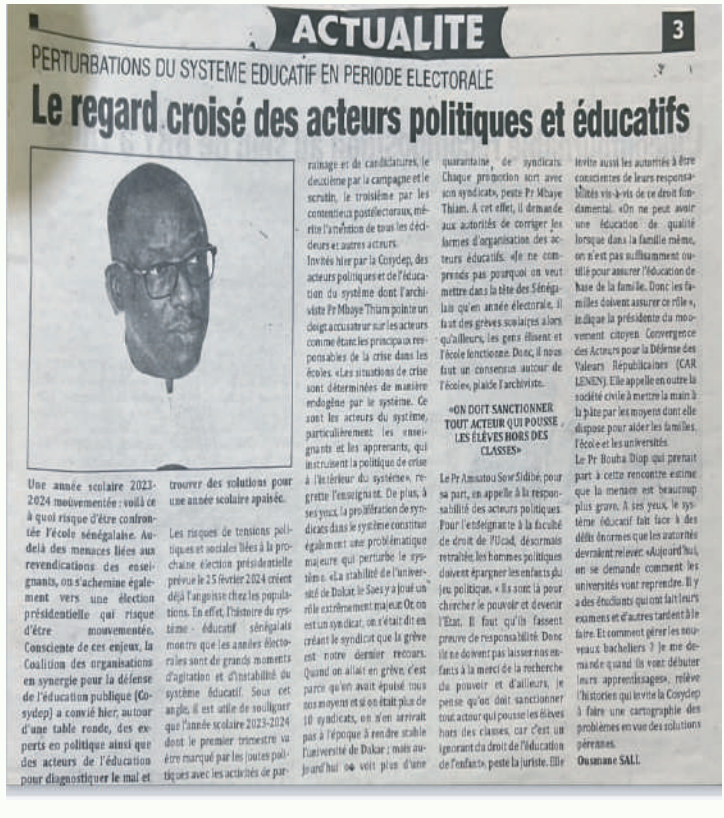 ACTUALITE
3
PERTURBATIONS DU SYSTEME EDUCATIF EN PERIODE ELECTORALE
Le regard croisé des acteurs politiques et éducatifs
Une année scolaire 2023-
2024 mouvementée : voilà ce
à quoi risque d'être confron-
tée l'école sénégalaise. Au-
delà des menaces liées aux
revendications des ensei-
gnants, on s'achemine égale-
ment vers une élection
présidentielle qui risque
d'être mouvementée.
Consciente de ces enjeux, la
Coalition des organisations
en synergie pour la défense
de l'éducation publique (Co-
sydep) a convié hier, autour
d'une table ronde, des ex-
perts en politique ainsi que
des acteurs de l'éducation
pour diagnostiquer le mal et
trouver des solutions pour
une année scolaire apaisée.
Les risques de tensions poli-
tiques et sociales liées à la pro-
chaine élection présidentielle
prévue le 25 février 2024 créent
déjà l'angoisse chez les popula-
tions. En effet, l'histoire du sys-
tème éducatif sénégalais
montre que les années électo-
rales sont de grands moments
d'agitation et d'instabilité du
système éducatif. Sous cet
angle, il est utile de souligner
que l'année scolaire 2023-2024
dont le premier trimestre va
être marqué par les joutes poli-
tiques avec les activités de par-
rainage et de candidatures, le
deuxième par la campagne et le
scrutin, le troisième par les
contentieux postélectoraux, mé-
rite l'attention de tous les déci-
deurs et autres acteurs.
Invités hier par la Cosydep, des
acteurs politiques et de l'éduca-
tion du système dont l'archi-
viste Pr Mbaye Thiam pointe un
doigt accusateur sur les acteurs
comme étant les principaux res-
ponsables de la crise dans les
écoles. «Les situations de crise
sont déterminées de manière
endogène par le système. Ce
sont les acteurs du système,
particulièrement les ensei-
gnants et les apprenants, qui
instruisent la politique de crise
à l'intérieur du système», re-
grette l'enseignant. De plus, à
ses yeux, la prolifération de syn-
dicats dans le système constitue
également une problématique
majeure qui perturbe le sys-
tème. «La stabilité de l'univer-
sité de Dakar, le Saes y a joué un
rôle extrêmement majeur. Or, on
est un syndicat, on s'était dit en
créant le syndicat que la grève
est notre dernier recours.
Quand on allait en grève, c'est
parce qu'on avait épuisé tous
nos moyens et si on était plus de
10 syndicats, on n'en arrivait
pas à l'époque à rendre stable
l'université de Dakar ; mais au-
jourd'hui on voit plus d'une
quarantaine, de syndicats.
Chaque promotion sort avec
son syndicat», peste Pr Mbaye
Thiam. A cet effet, il demande
aux autorités de corriger les
formes d'organisation des ac-
teurs éducatifs. «Je ne com-
prends pas pourquoi on veut
mettre dans la tête des Sénéga-
lais qu'en année électorale, il
faut des grèves scolaires alors
qu'ailleurs, les gens élisent et
l'école fonctionne. Donc, il nous
faut un consensus autour de
l'école», plaide l'archiviste.
«ON DOIT SANCTIONNER
TOUT ACTEUR QUI POUSSE
LES ÉLÈVES HORS DES
CLASSES»
Le Pr Amsatou Sow Sidibé, pour
sa part, en appelle à la respon-
sabilité des acteurs politiques.
Pour l'enseignante à la faculté
de droit de l'Ucad, désormais
retraitée, les hommes politiques
doivent épargner les enfants du
jeu politique. « Ils sont là pour
chercher le pouvoir et devenir
l'Etat. Il faut qu'ils fassent
preuve de responsabilité. Donc
ils ne doivent pas laisser nos en-
fants à la merci de la recherche
du pouvoir et d'ailleurs, je
pense qu'on doit sanctionner
tout acteur qui pousse les élèves
hors des classes, car c'est un
ignorant du droit de l'éducation
de l'enfant», peste la juriste. Elle
invite aussi les autorités à être
conscientes de leurs responsa-
bilités vis-à-vis de ce droit fon-
damental. «On ne peut avoir
une éducation de qualité
lorsque dans la famille même,
on n'est pas suffisamment ou-
tillé pour assurer l'éducation de
base de la famille. Donc les fa-
milles doivent assurer ce rôle»,
indique la présidente du mou-
vement citoyen Convergence
des Acteurs pour la Défense des
Valeurs Républicaines (CAR
LENEN). Elle appelle en outre la
société civile à mettre la main à
la pâte par les moyens dont elle
dispose pour aider les familles,
l'école et les universités.
Le Pr Bouba Diop qui prenait
part à cette rencontre estime
que la menace est beaucoup
plus grave. A ses yeux, le sys-
tème éducatif fait face à des
défis énormes que les autorités
devraient relever. «Aujourd'hui,
on se demande comment les
universités vont reprendre. Il y
a des étudiants qui ont fait leurs
examens et d'autres tardent à le
faire. Et comment gérer les nou-
veaux bacheliers ? Je me de-
mande quand ils vont débuter
leurs apprentissages», relève
l'historien qui invite la Cosydep
à faire une cartographie des
problèmes en vue des solutions
pérennes.
Ousmane SALL